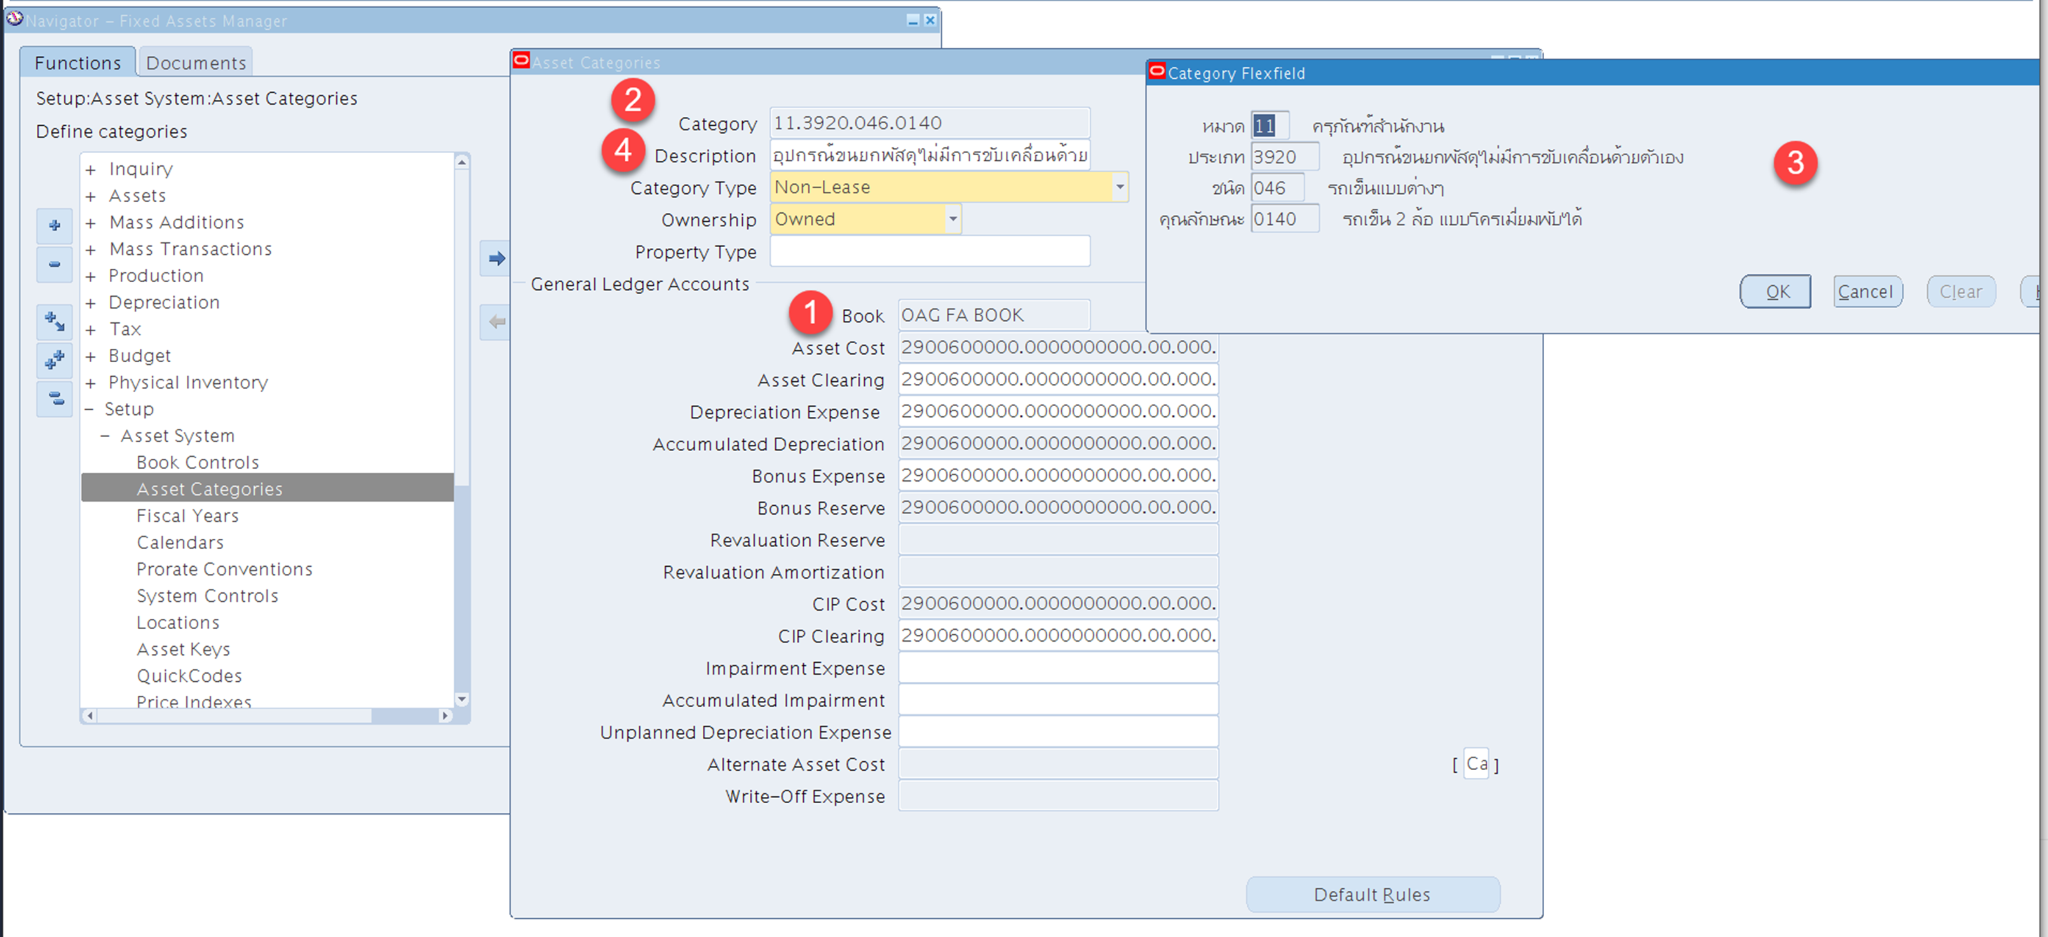 Navigator - Fixed Assets Manager
Functions
Documents
Setup:Asset System:Asset Categories
Define categories
+ Inquiry
+ Assets
+ Mass Additions
+ Mass Transactions
+ Production
+ Depreciation
+ Tax
+ Budget
+ Physical Inventory
- Setup
- Asset System
Book Controls
Asset Categories
Fiscal Years
Calendars
Prorate Conventions
System Controls
Locations
Asset Keys
QuickCodes
Price Indexes
Asset Categories
2
Category 11.3920.046.0140
4
Description อุปกรณ์ขนยกพัสดุไม่มีการขับเคลื่อนด้วย
Category Type Non-Lease
Ownership Owned
Property Type
General Ledger Accounts
1
Book OAG FA BOOK
Asset Cost 2900600000.0000000000.00.000.
Asset Clearing 2900600000.0000000000.00.000.
Depreciation Expense 2900600000.0000000000.00.000.
Accumulated Depreciation 2900600000.0000000000.00.000.
Bonus Expense 2900600000.0000000000.00.000.
Bonus Reserve 2900600000.0000000000.00.000.
Revaluation Reserve
Revaluation Amortization
CIP Cost 2900600000.0000000000.00.000.
CIP Clearing 2900600000.0000000000.00.000.
Impairment Expense
Accumulated Impairment
Unplanned Depreciation Expense
Alternate Asset Cost
Write-Off Expense
[ Ca ]
Default Rules
Category Flexfield
หมวด 11 ครุภัณฑ์สำนักงาน
ประเภท 3920 อุปกรณ์ขนยกพัสดุไม่มีการขับเคลื่อนด้วยตัวเอง
3
ชนิด 046 รถเข็นแบบต่างๆ
คุณลักษณะ 0140 รถเข็น 2 ล้อ แบบโครเมี่ยมพับได้
OK
Cancel
Clear